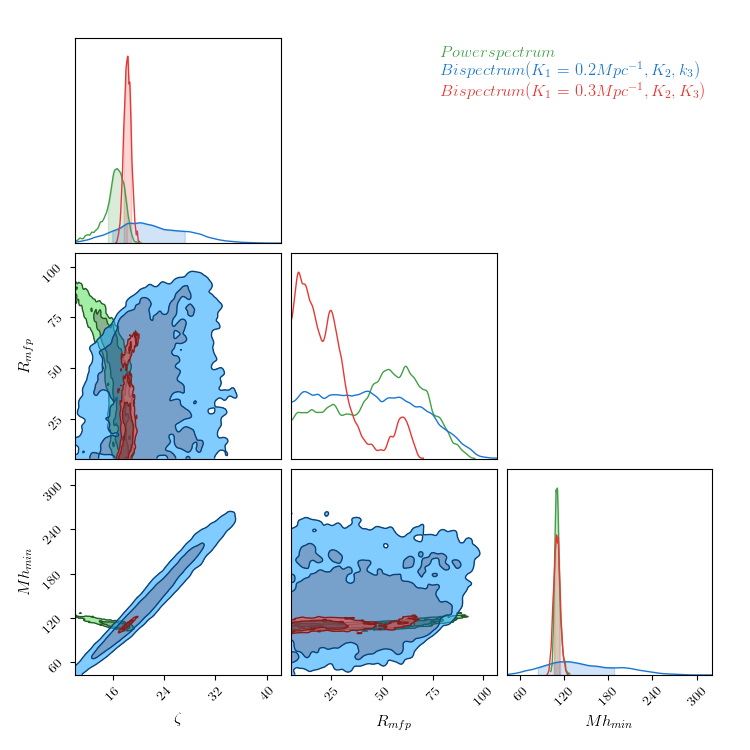 Powerspectrum
Bispectrum(K₁ = 0.2Mpc⁻¹, K₂, k₃)
Bispectrum(K₁ = 0.3Mpc⁻¹, K₂, K₃)
100
75
50
25
R_mfp
300
240
180
120
60
Mh_min
16 24 32 40
ζ
25 50 75 100
R_mfp
60 120 180 240 300
Mh_min